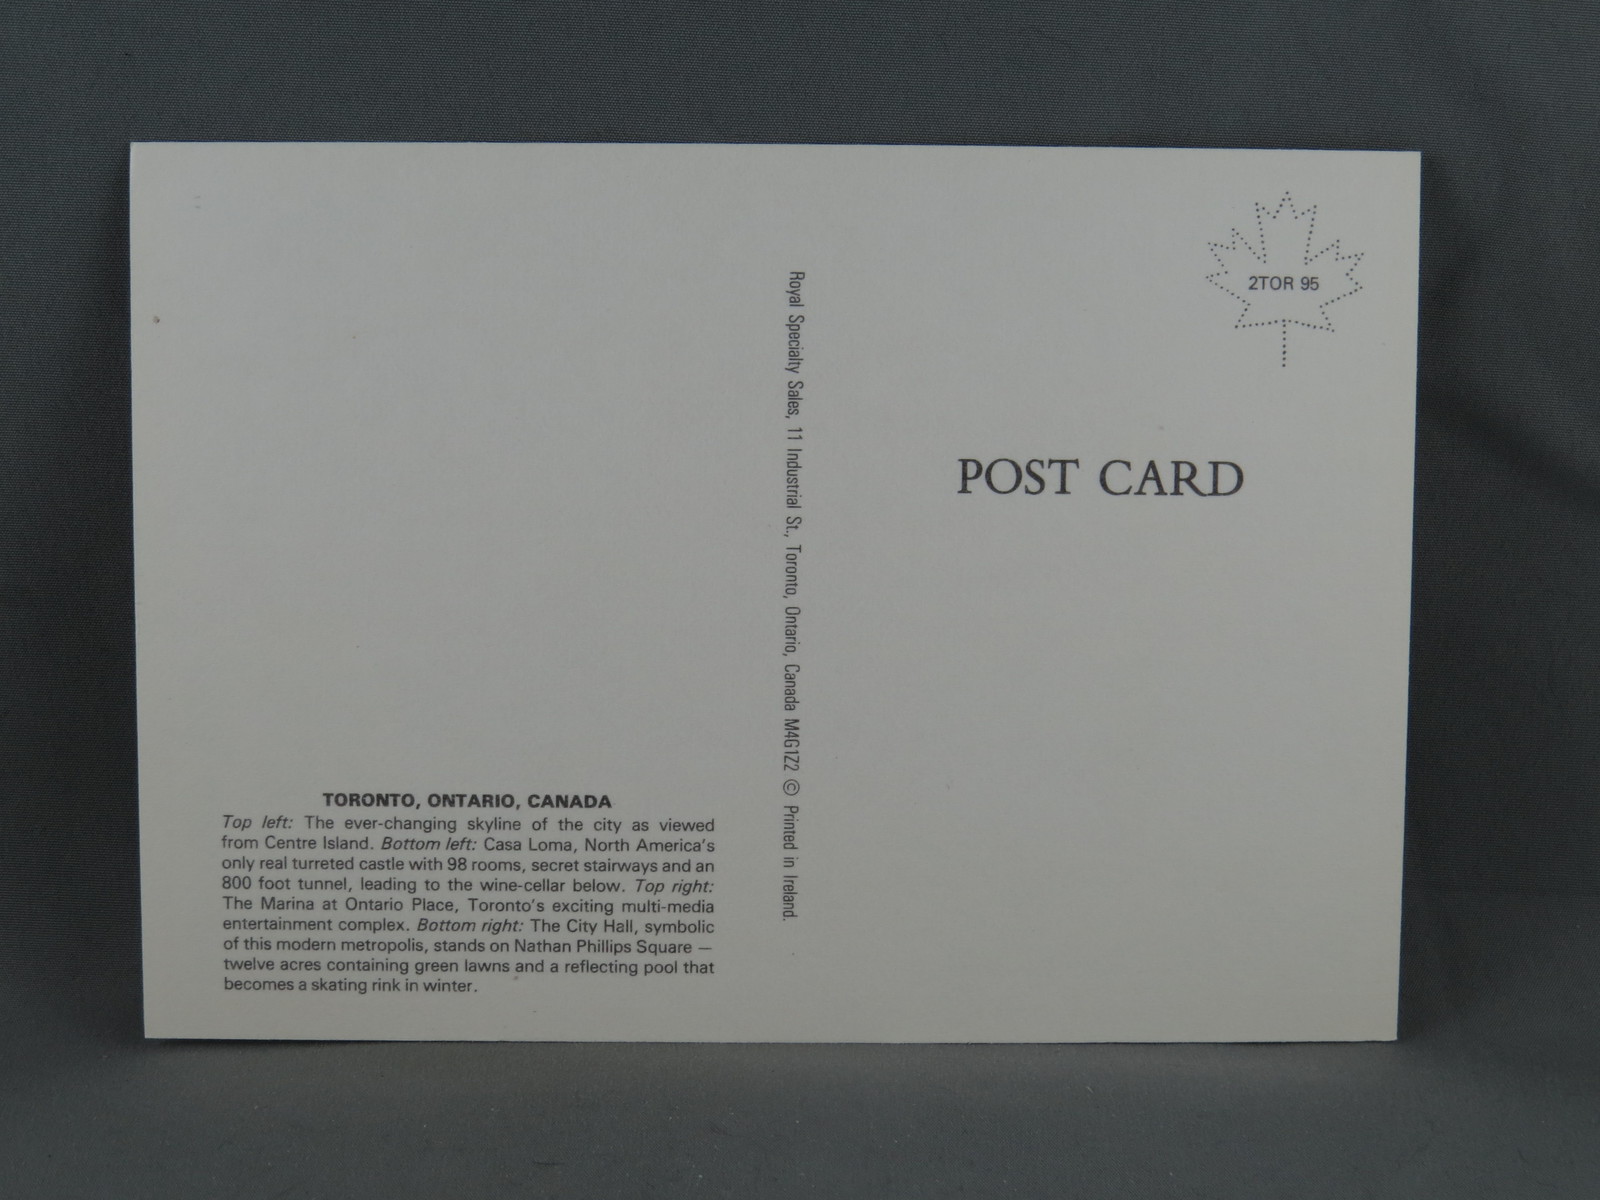 TORONTO, ONTARIO, CANADA
Top left: The ever-changing skyline of the city as viewed
from Centre Island. Bottom left: Casa Loma, North America's
only real turreted castle with 98 rooms, secret stairways and an
800 foot tunnel, leading to the wine-cellar below. Top right:
The Marina at Ontario Place, Toronto's exciting multi-media
entertainment complex. Bottom right: The City Hall, symbolic
of this modern metropolis, stands on Nathan Phillips Square —
twelve acres containing green lawns and a reflecting pool that
becomes a skating rink in winter.
Royal Specialty Sales, 11 Industrial St., Toronto, Ontario, Canada M4G1Z2 © Printed in Ireland.
2TOR 95
POST CARD